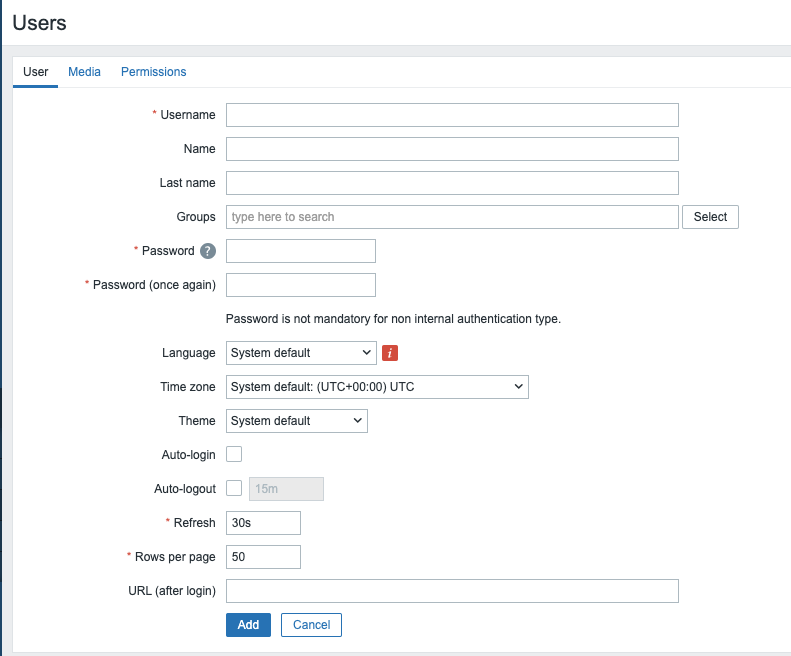 Users
User Media Permissions
* Username
Name
Last name
Groups type here to search Select
* Password ?
* Password (once again)
Password is not mandatory for non internal authentication type.
Language System default i
Time zone System default: (UTC+00:00) UTC
Theme System default
Auto-login
Auto-logout 15m
* Refresh 30s
* Rows per page 50
URL (after login)
Add Cancel